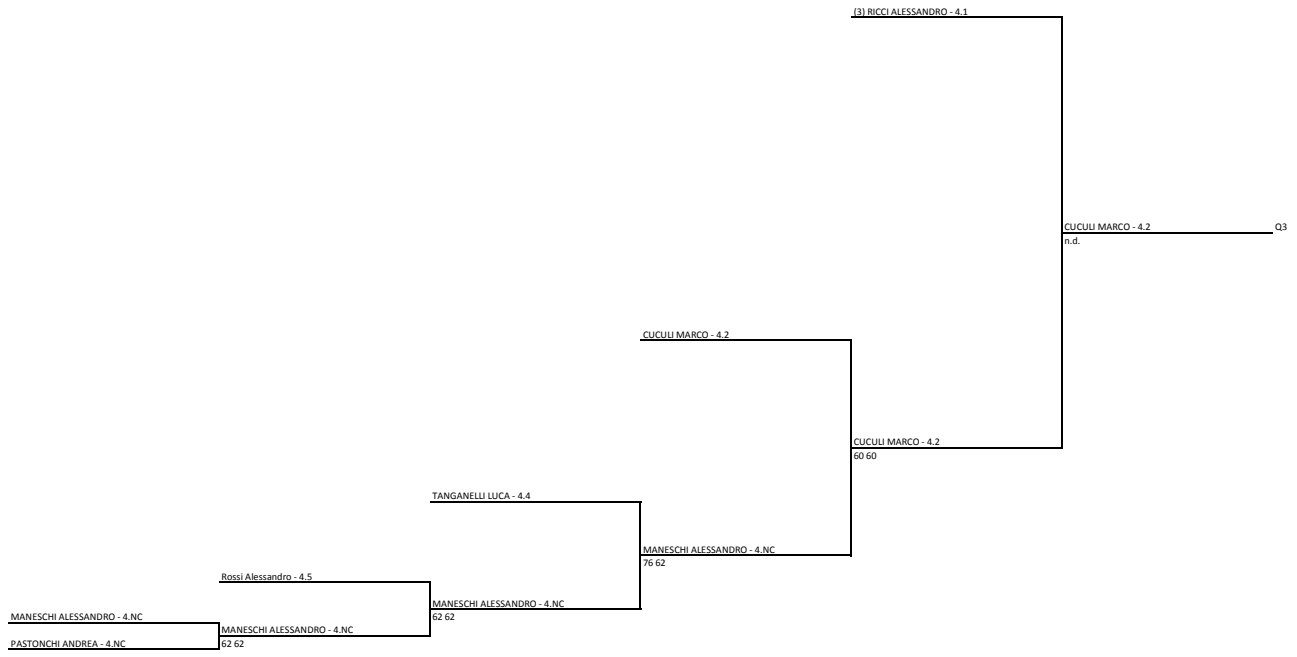 (3) RICCI ALESSANDRO - 4.1
CUCULI MARCO - 4.2
Q3
n.d.
CUCULI MARCO - 4.2
CUCULI MARCO - 4.2
60 60
TANGANELLI LUCA - 4.4
MANESCHI ALESSANDRO - 4.NC
76 62
Rossi Alessandro - 4.5
MANESCHI ALESSANDRO - 4.NC
62 62
MANESCHI ALESSANDRO - 4.NC
MANESCHI ALESSANDRO - 4.NC
PASTONCHI ANDREA - 4.NC
62 62